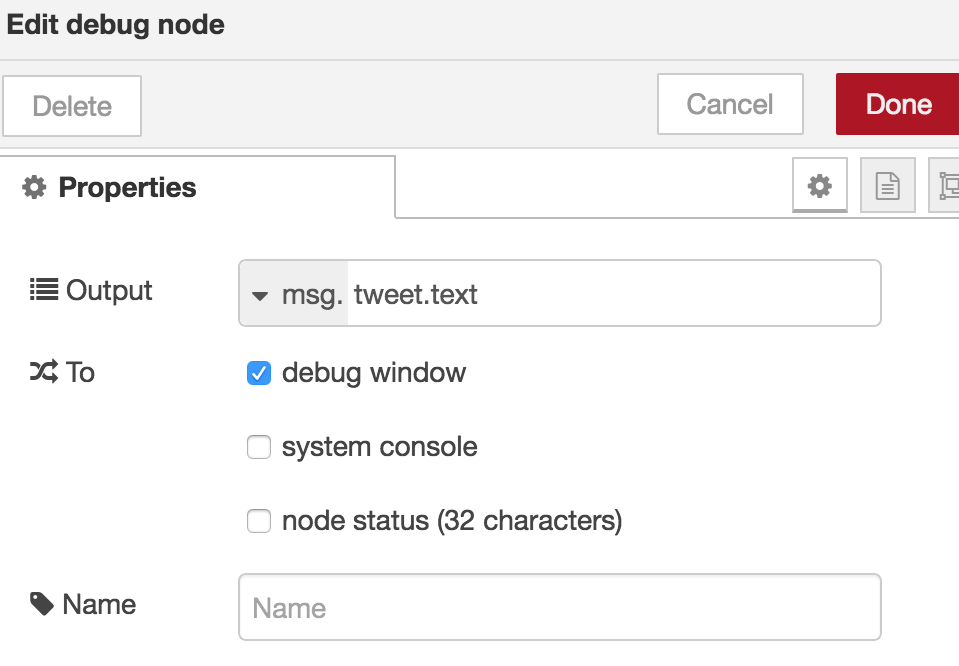 Edit debug node
Delete Cancel Done
Properties
Output msg. tweet.text
To debug window
system console
node status (32 characters)
Name Name